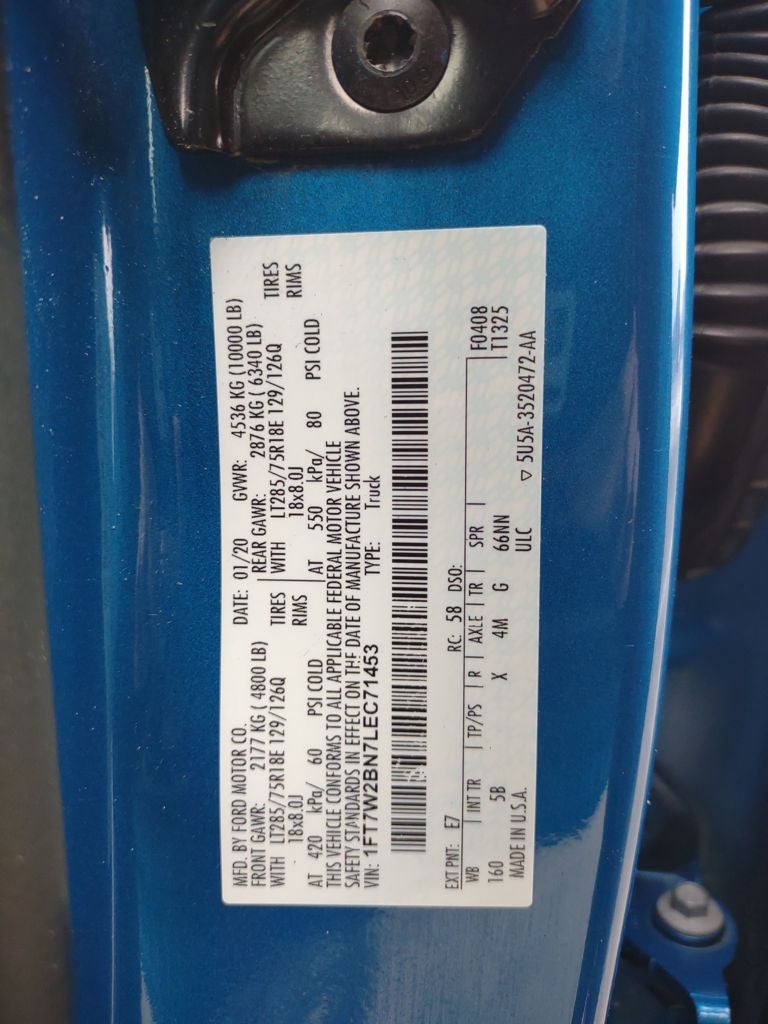 MFD. BY FORD MOTOR CO.
DATE: 01/20 GVWR: 4536 KG (10000 LB)
FRONT GAWR: 2177 KG ( 4800 LB)
REAR GAWR: 2876 KG ( 6340 LB)
WITH LT285/75R18E 129/126Q TIRES
WITH LT285/75R18E 129/126Q TIRES
18x8.0J RIMS
18x8.0J RIMS
AT 420 kPa/ 60 PSI COLD
AT 550 kPa/ 80 PSI COLD
THIS VEHICLE CONFORMS TO ALL APPLICABLE FEDERAL MOTOR VEHICLE
SAFETY STANDARDS IN EFFECT ON THE DATE OF MANUFACTURE SHOWN ABOVE.
VIN: 1FT7W2BN7LEC71453 TYPE: Truck
EXT PNT: E7 RC: 58 DSO:
WB INT TR TP/PS R AXLE TR SPR F0408
160 5B X 4M G 66NN T1325
MADE IN U.S.A. ULC ▽ 5U5A-3520472-AA